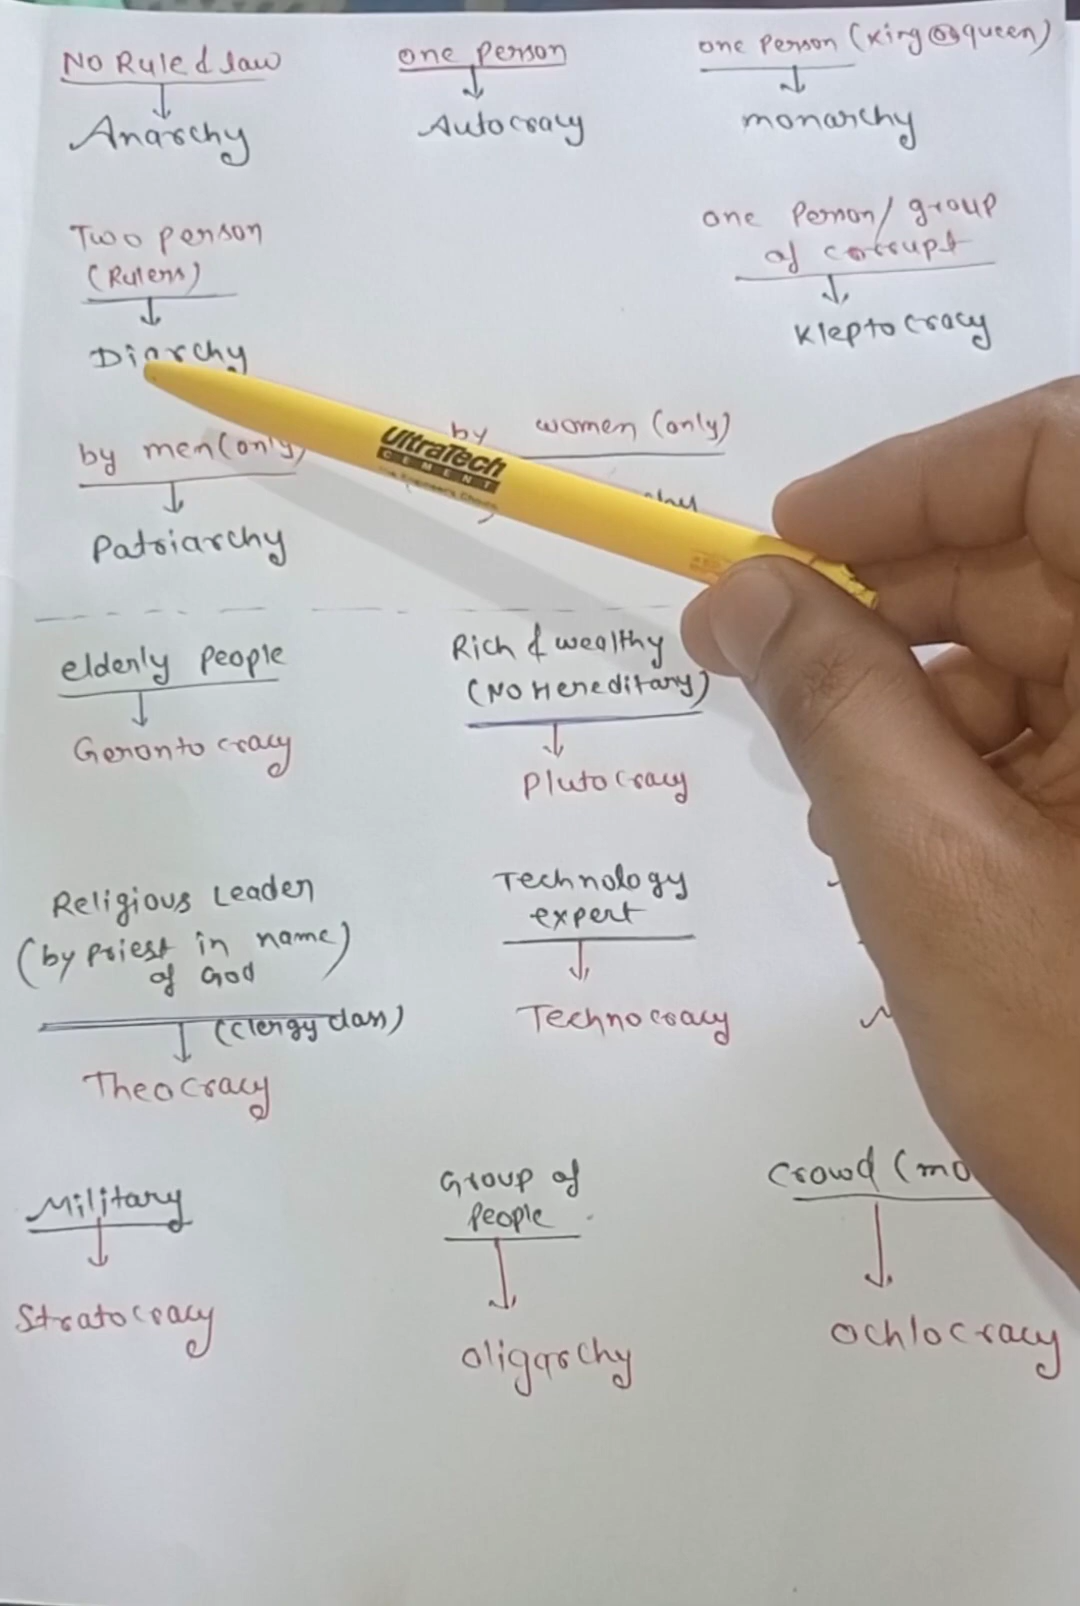 No Rule & law
Anarchy
one person
Autocracy
one person (King or queen)
monarchy
Two person
(Rulers)
Diarchy
one Person/ group
of corrupt
Kleptocracy
by men (only)
Patriarchy
by women (only)
UltraTech
CEMENT
elderly people
Gerontocracy
Rich & wealthy
(No Hereditary)
Plutocracy
Religious Leader
(by priest in name)
of God
(clergy class)
Theocracy
Technology
expert
Technocracy
Military
Stratocracy
Group of
People
Oligarchy
Crowd (mo
Ochlocracy